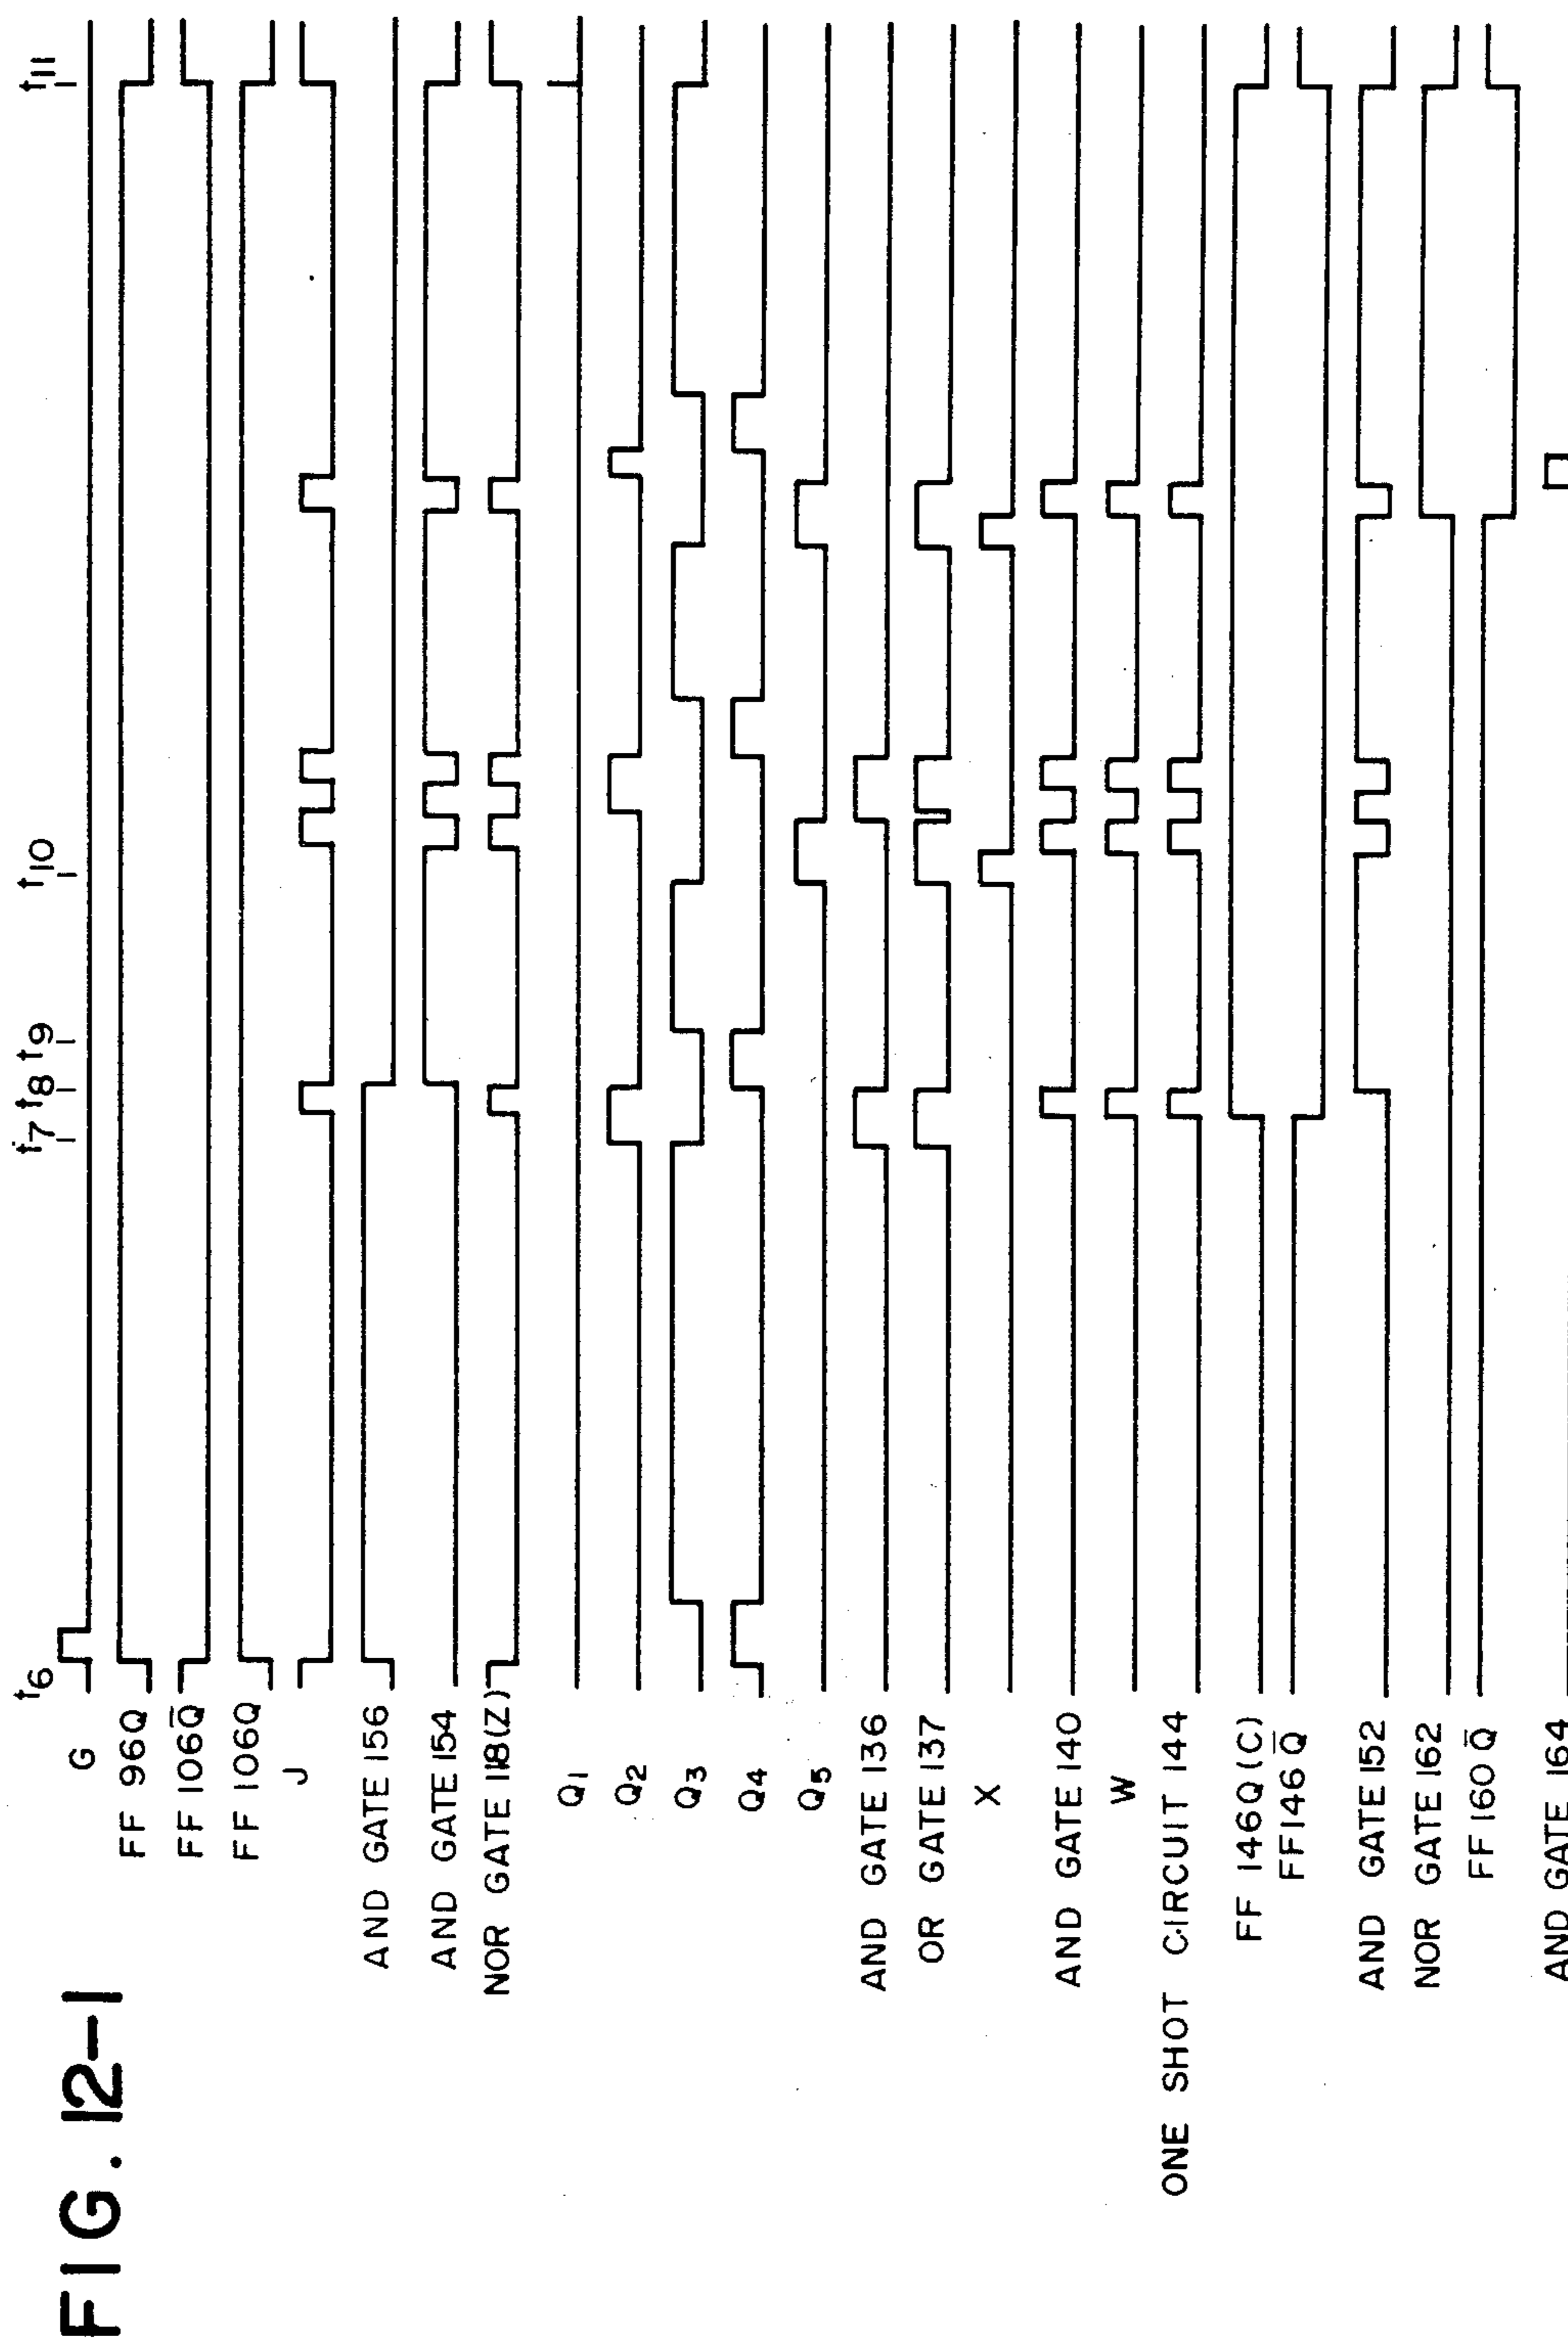 FIG. 12-1
t6 t7 t8 t9 t10 t11
G
FF 96Q
FF 106Q̅
FF 106Q
J
AND GATE 156
AND GATE 154
NOR GATE 118(Z)
Q1
Q2
Q3
Q4
Q5
AND GATE 136
OR GATE 137
X
AND GATE 140
W
ONE SHOT CIRCUIT 144
FF 146Q(C)
FF146Q̅
AND GATE 152
NOR GATE 162
FF 160Q̅
AND GATE 164